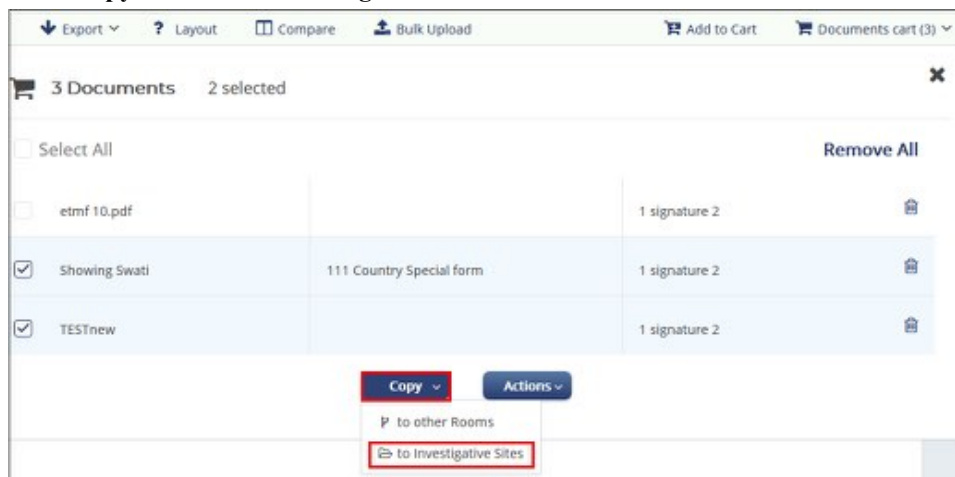 Export ? Layout Compare Bulk Upload Add to Cart Documents cart (3)
3 Documents 2 selected
Select All Remove All
etmf 10.pdf 1 signature 2
Showing Swati 111 Country Special form 1 signature 2
TESTnew 1 signature 2
Copy Actions
to other Rooms
to Investigative Sites